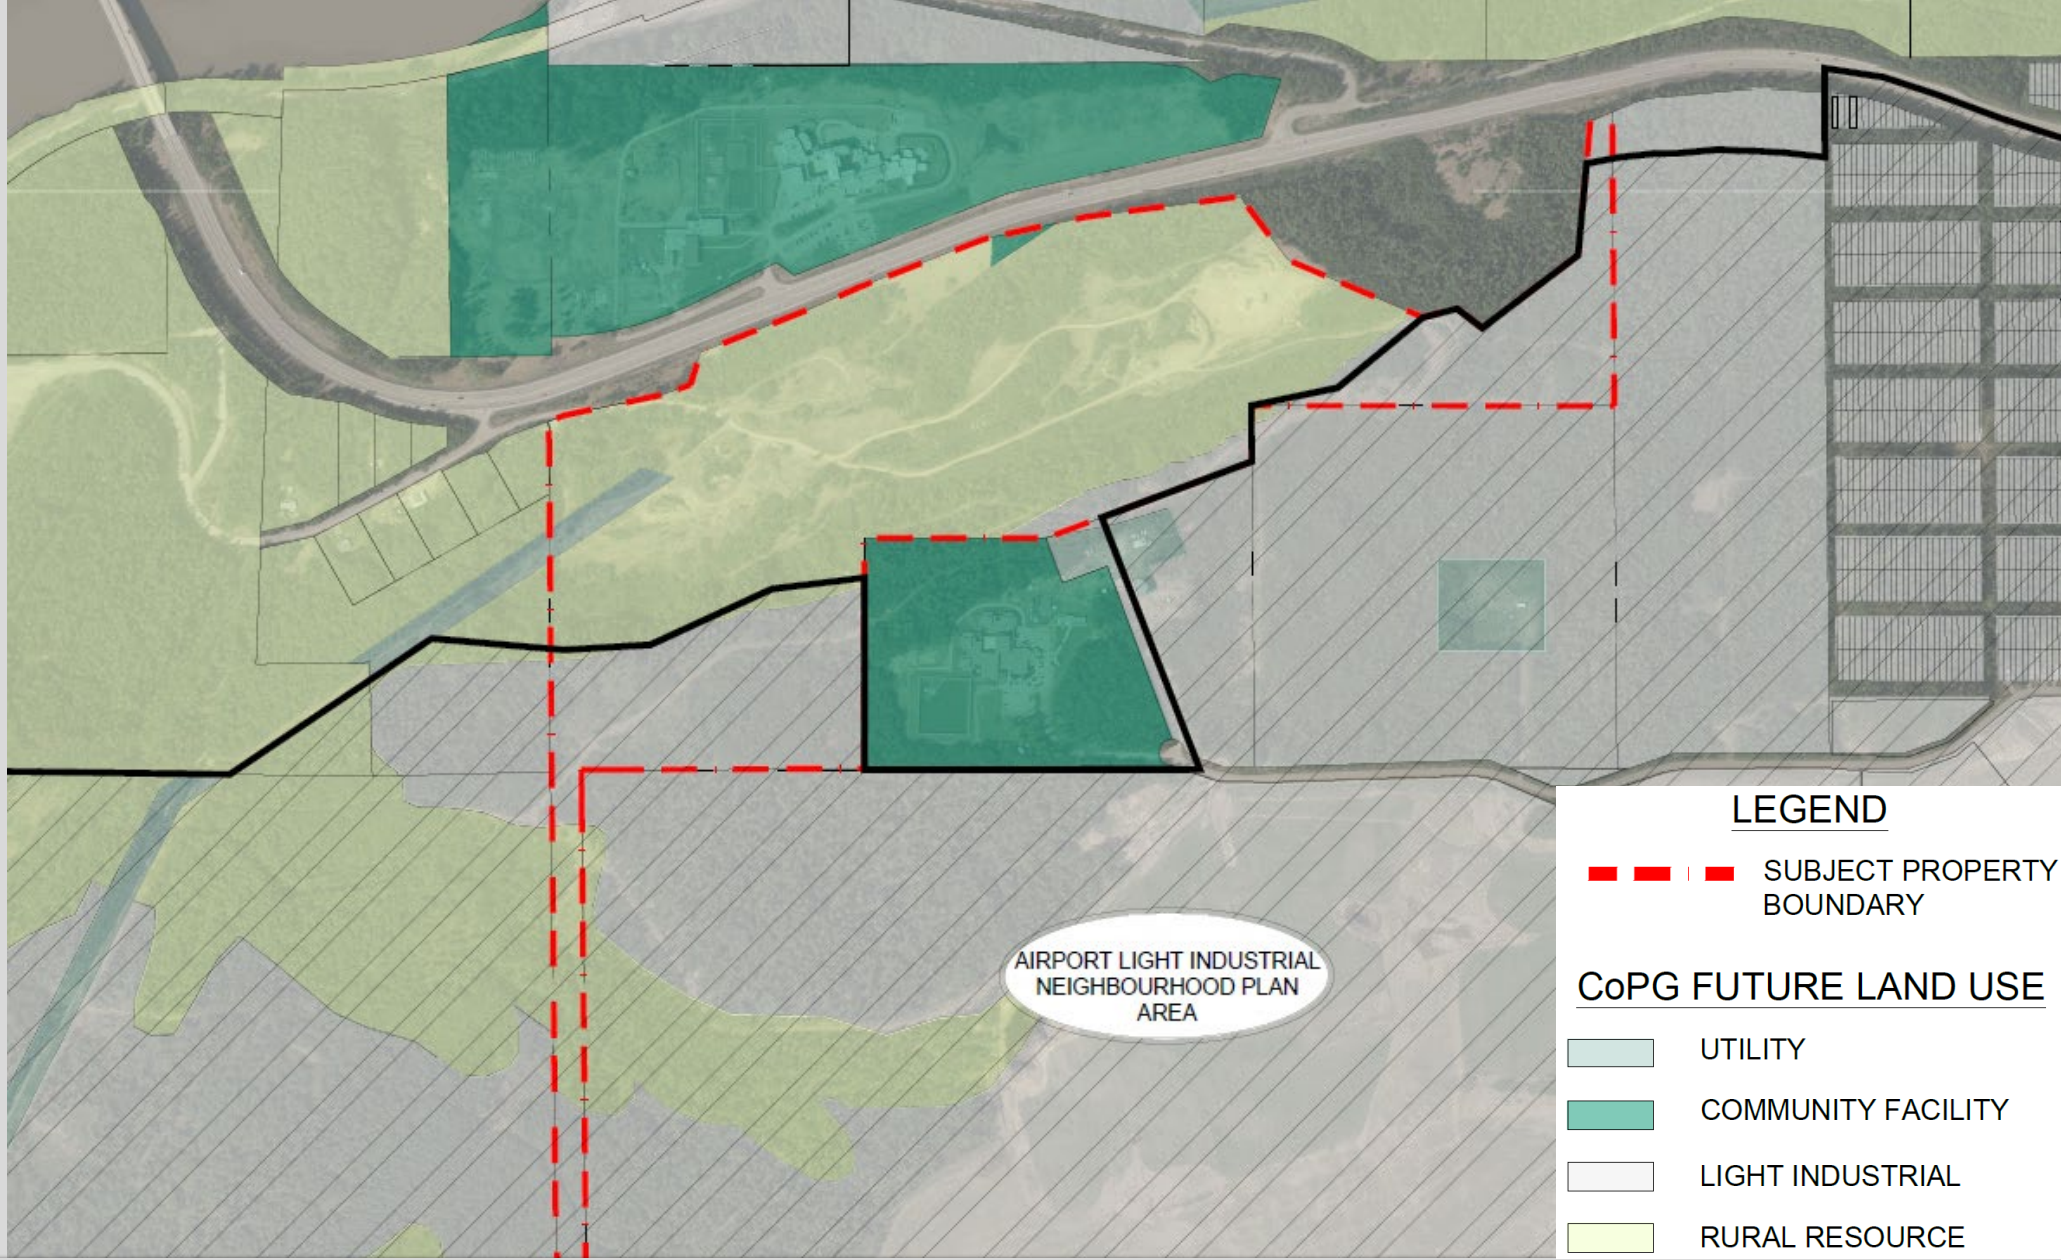 AIRPORT LIGHT INDUSTRIAL
NEIGHBOURHOOD PLAN
AREA
LEGEND
SUBJECT PROPERTY
BOUNDARY
CoPG FUTURE LAND USE
UTILITY
COMMUNITY FACILITY
LIGHT INDUSTRIAL
RURAL RESOURCE